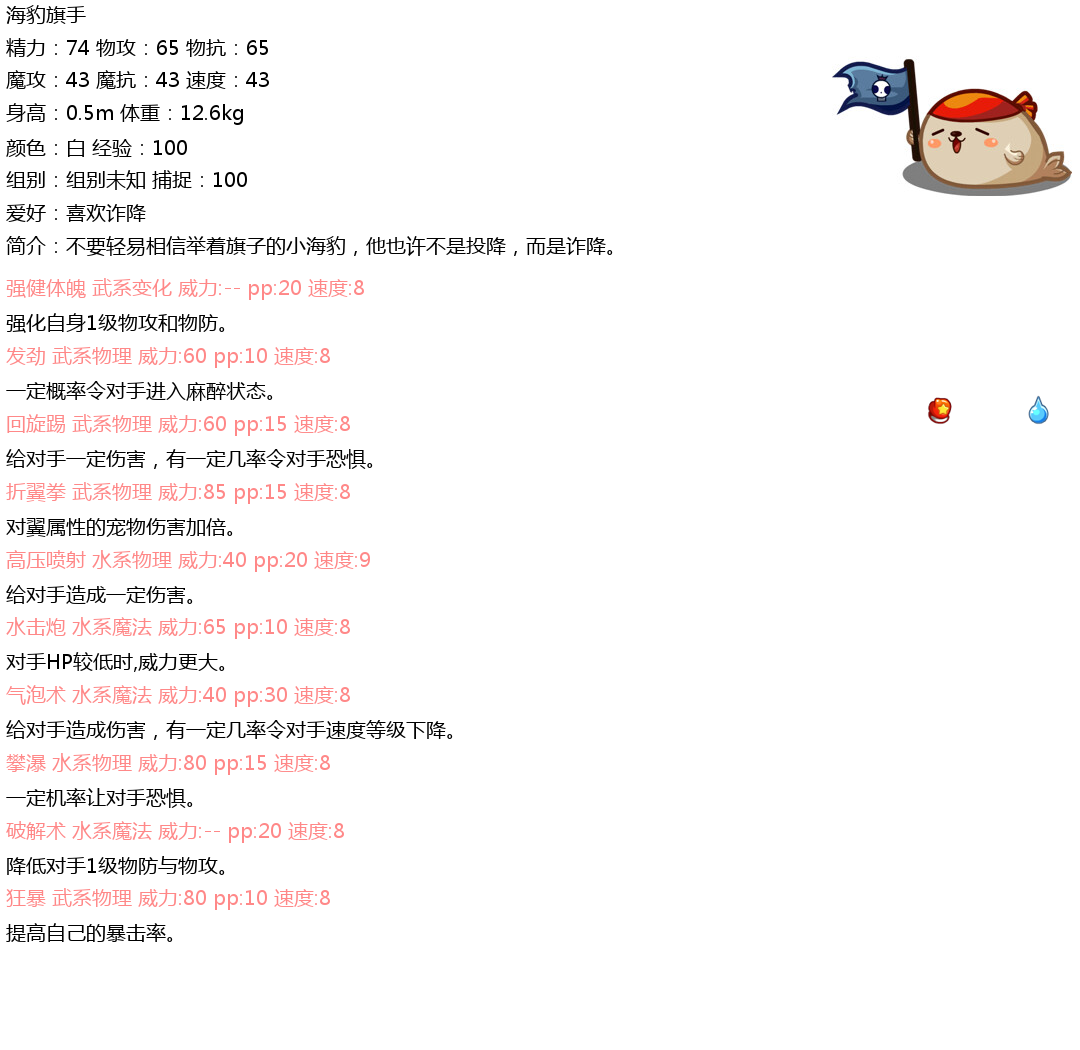 海豹旗手
精力：74 物攻：65 物抗：65
魔攻：43 魔抗：43 速度：43
身高：0.5m 体重：12.6kg
颜色：白 经验：100
组别：组别未知 捕捉：100
爱好：喜欢诈降
简介：不要轻易相信举着旗子的小海豹，他也许不是投降，而是诈降。
强健体魄 武系变化 威力:-- pp:20 速度:8
强化自身1级物攻和物防。
发劲 武系物理 威力:60 pp:10 速度:8
一定概率令对手进入麻醉状态。
回旋踢 武系物理 威力:60 pp:15 速度:8
给对手一定伤害，有一定几率令对手恐惧。
折翼拳 武系物理 威力:85 pp:15 速度:8
对翼属性的宠物伤害加倍。
高压喷射 水系物理 威力:40 pp:20 速度:9
给对手造成一定伤害。
水击炮 水系魔法 威力:65 pp:10 速度:8
对手HP较低时,威力更大。
气泡术 水系魔法 威力:40 pp:30 速度:8
给对手造成伤害，有一定几率令对手速度等级下降。
攀瀑 水系物理 威力:80 pp:15 速度:8
一定机率让对手恐惧。
破解术 水系魔法 威力:-- pp:20 速度:8
降低对手1级物防与物攻。
狂暴 武系物理 威力:80 pp:10 速度:8
提高自己的暴击率。